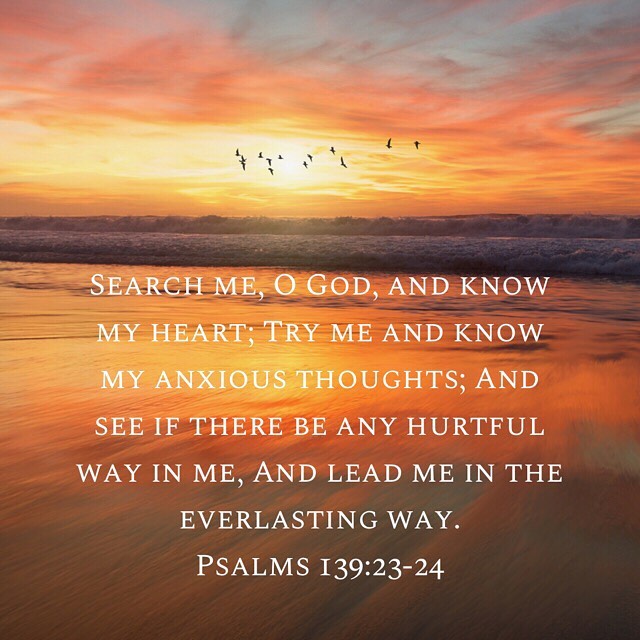 Search me, O God, and know
my heart; Try me and know
my anxious thoughts; And
see if there be any hurtful
way in me, And lead me in the
everlasting way.
Psalms 139:23-24